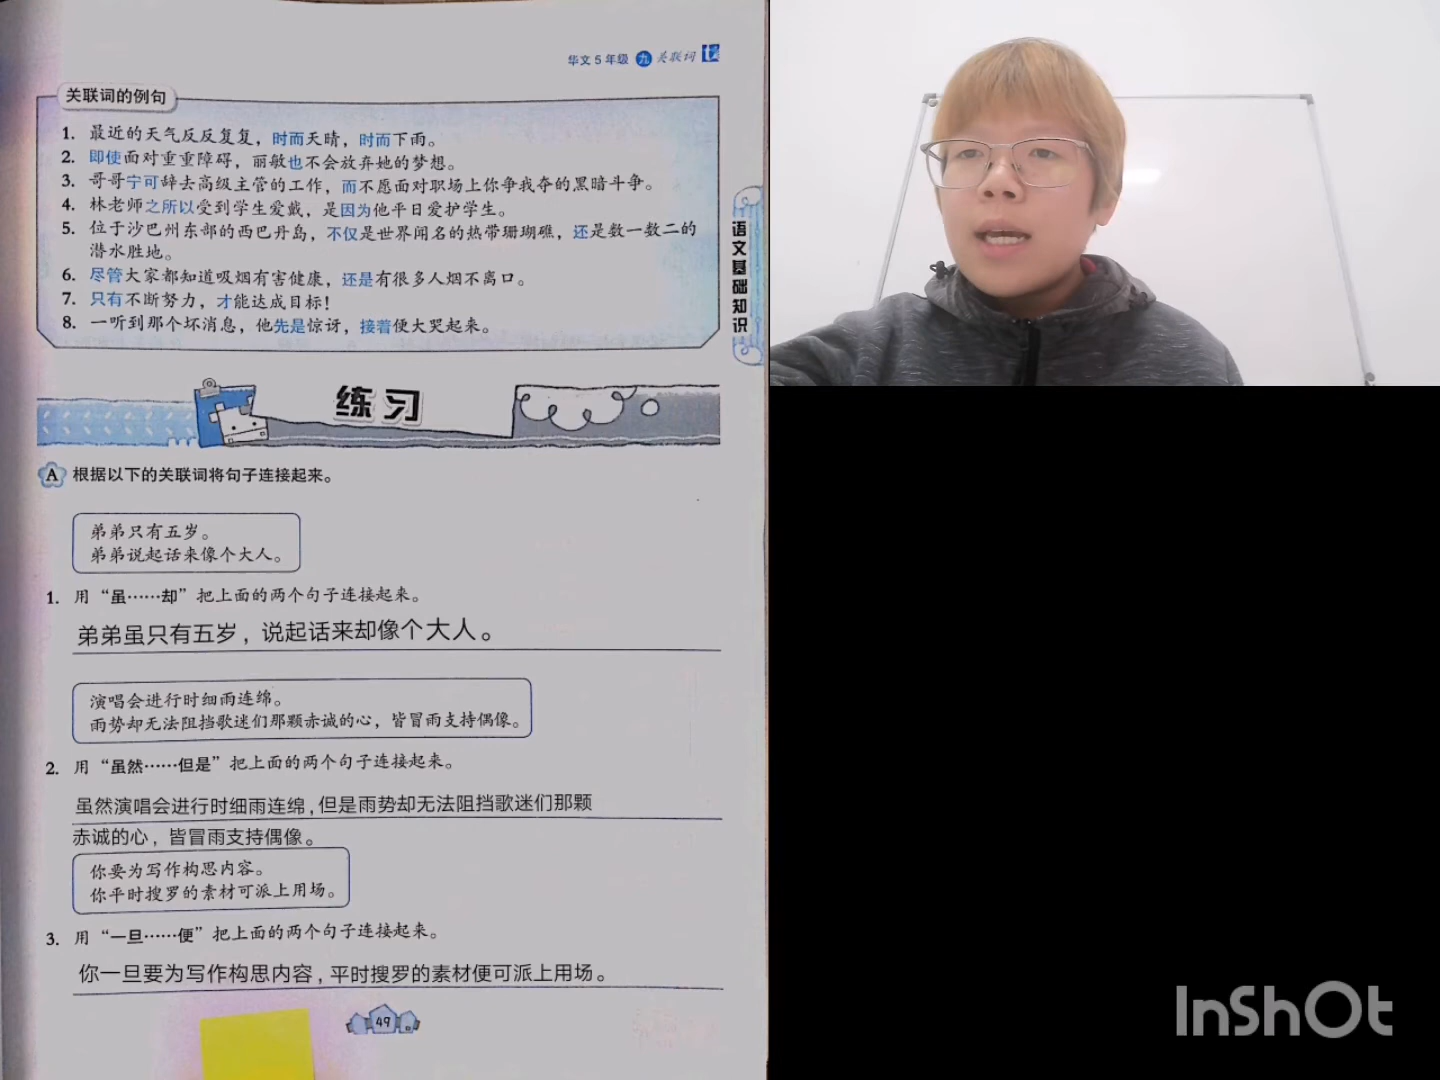 华文5年级 九 关联词
关联词的例句
1. 最近的天气反反复复，时而天晴，时而下雨。
2. 即使面对重重障碍，丽敏也不会放弃她的梦想。
3. 哥哥宁可辞去高级主管的工作，而不愿面对职场上你争我夺的黑暗斗争。
4. 林老师之所以受到学生爱戴，是因为他平日爱护学生。
5. 位于沙巴州东部的西巴丹岛，不仅是世界闻名的热带珊瑚礁，还是数一数二的
潜水胜地。
6. 尽管大家都知道吸烟有害健康，还是有很多人烟不离口。
7. 只有不断努力，才能达成目标！
8. 一听到那个坏消息，他先是惊讶，接着便大哭起来。
语文基础知识
练习
A 根据以下的关联词将句子连接起来。
弟弟只有五岁。
弟弟说起话来像个大人。
1. 用“虽……却”把上面的两个句子连接起来。
弟弟虽只有五岁，说起话来却像个大人。
演唱会进行时细雨连绵。
雨势却无法阻挡歌迷们那颗赤诚的心，皆冒雨支持偶像。
2. 用“虽然……但是”把上面的两个句子连接起来。
虽然演唱会进行时细雨连绵，但是雨势却无法阻挡歌迷们那颗
赤诚的心，皆冒雨支持偶像。
你要为写作构思内容。
你平时搜罗的素材可派上用场。
3. 用“一旦……便”把上面的两个句子连接起来。
你一旦要为写作构思内容，平时搜罗的素材便可派上用场。
49
InShOt